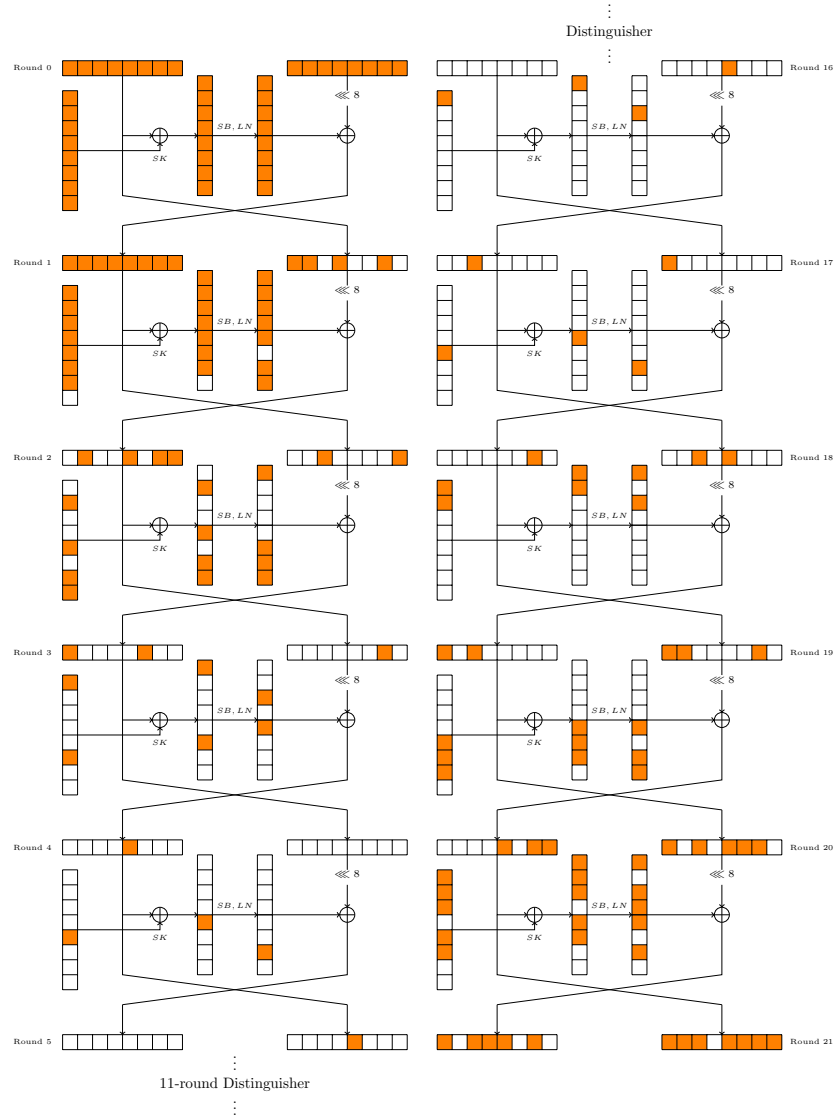 Round 0
⋘ 8
SB, LN
SK
Round 1
⋘ 8
SB, LN
SK
Round 2
⋘ 8
SB, LN
SK
Round 3
⋘ 8
SB, LN
SK
Round 4
⋘ 8
SB, LN
SK
Round 5
⋮
11-round Distinguisher
⋮
⋮
Distinguisher
⋮
Round 16
⋘ 8
SB, LN
SK
Round 17
⋘ 8
SB, LN
SK
Round 18
⋘ 8
SB, LN
SK
Round 19
⋘ 8
SB, LN
SK
Round 20
⋘ 8
SB, LN
SK
Round 21